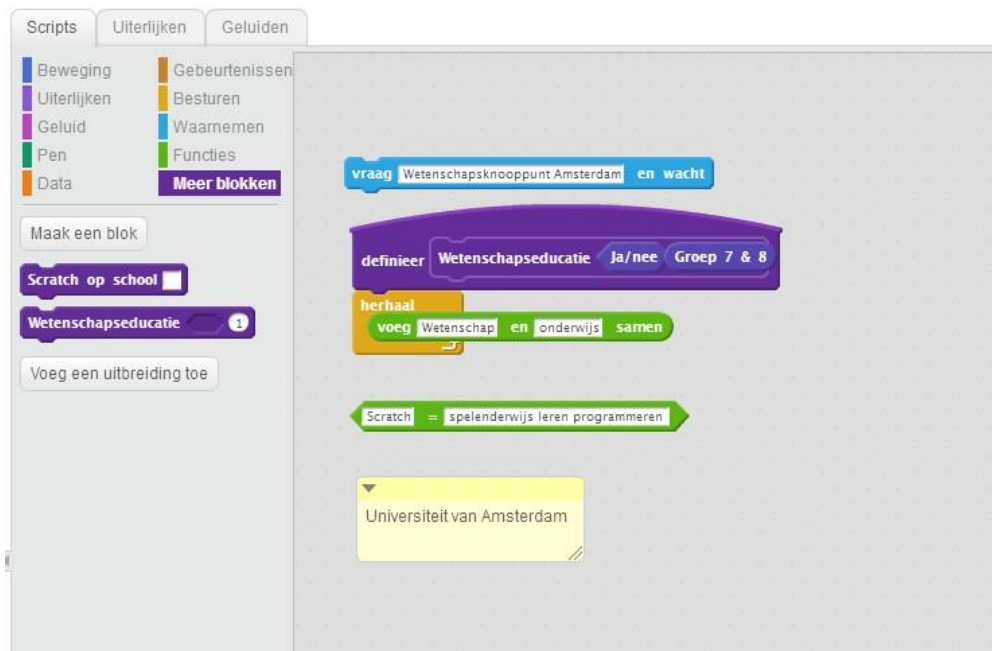 Scripts Uiterlijken Geluiden
Beweging Gebeurtenissen
Uiterlijken Besturen
Geluid Waarnemen
Pen Functies
Data Meer blokken
Maak een blok
Scratch op school
Wetenschapseducatie 1
Voeg een uitbreiding toe
vraag Wetenschapsknooppunt Amsterdam en wacht
definieer Wetenschapseducatie Ja/nee Groep 7 & 8
herhaal
voeg Wetenschap en onderwijs samen
Scratch = spelenderwijs leren programmeren
Universiteit van Amsterdam